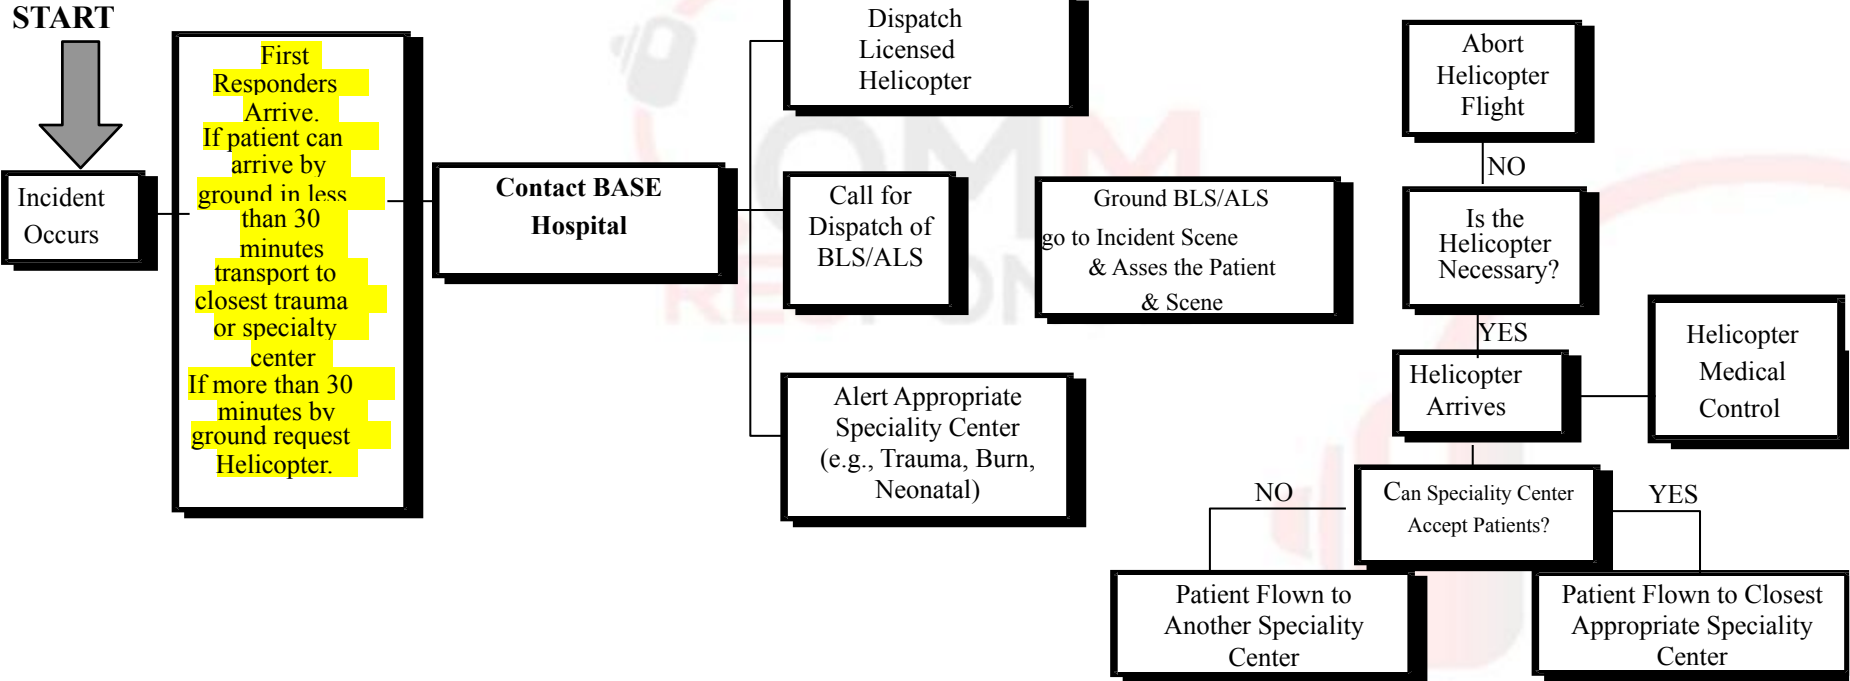 START
Incident
Occurs
First
Responders
Arrive.
If patient can
arrive by
ground in less
than 30
minutes
transport to
closest trauma
or specialty
center
If more than 30
minutes by
ground request
Helicopter.
Contact BASE
Hospital
Dispatch
Licensed
Helicopter
Call for
Dispatch of
BLS/ALS
Alert Appropriate
Speciality Center
(e.g., Trauma, Burn,
Neonatal)
Ground BLS/ALS
go to Incident Scene
& Asses the Patient
& Scene
Abort
Helicopter
Flight
NO
Is the
Helicopter
Necessary?
YES
Helicopter
Arrives
Helicopter
Medical
Control
Can Speciality Center
Accept Patients?
NO
YES
Patient Flown to
Another Speciality
Center
Patient Flown to Closest
Appropriate Speciality
Center